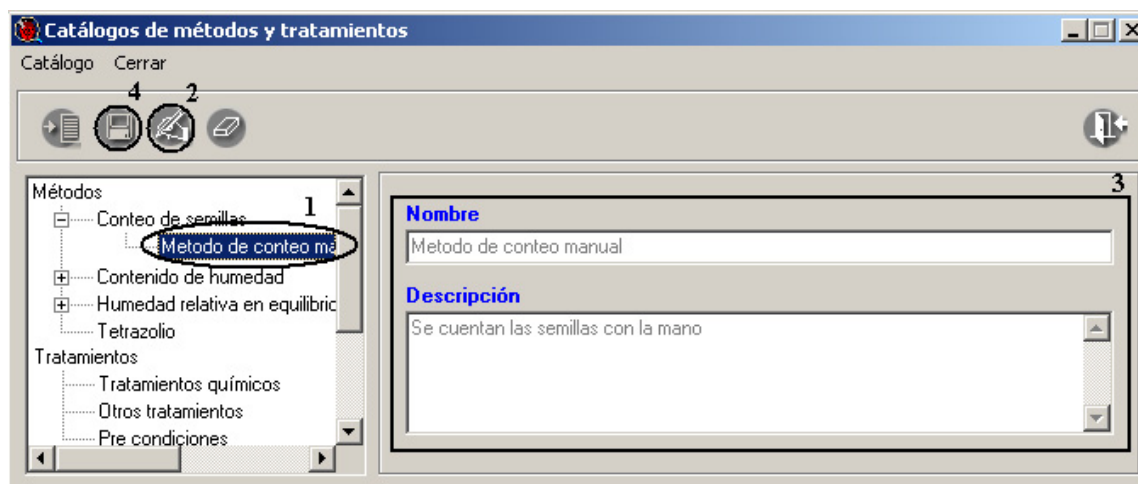 Catálogos de métodos y tratamientos
Catálogo Cerrar
4 2
Métodos
Conteo de semillas 1
Metodo de conteo ma
Contenido de humedad
Humedad relativa en equilibric
Tetrazolio
Tratamientos
Tratamientos químicos
Otros tratamientos
Pre condiciones
3
Nombre
Metodo de conteo manual
Descripción
Se cuentan las semillas con la mano